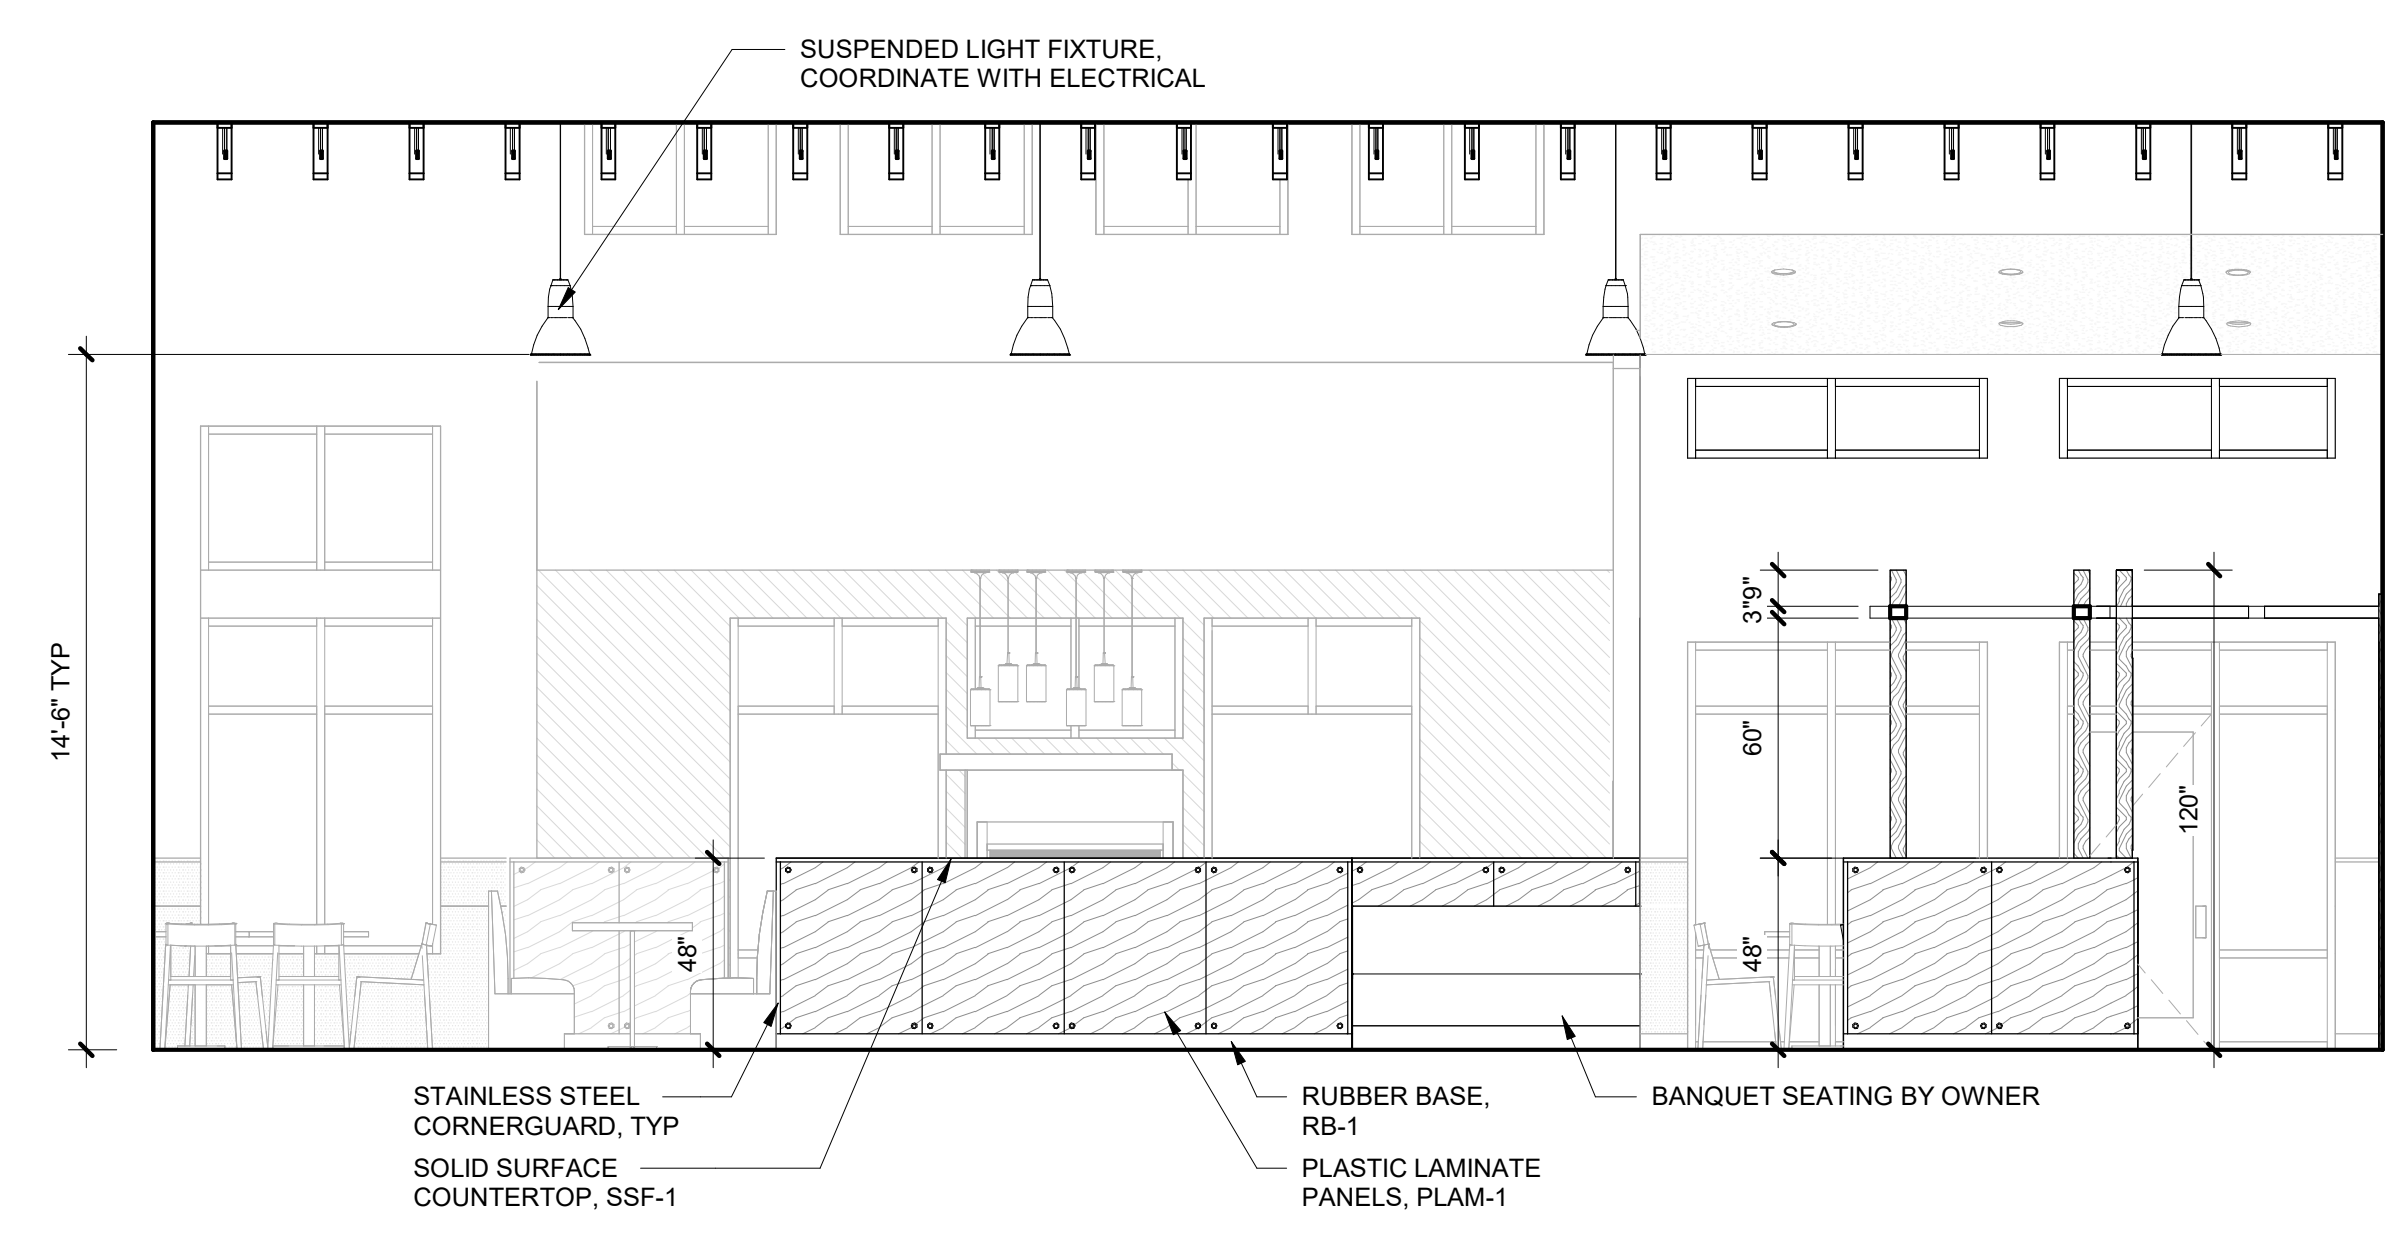 SUSPENDED LIGHT FIXTURE,
COORDINATE WITH ELECTRICAL
14'-6" TYP
48"
9"
3"
60"
48"
120"
STAINLESS STEEL
CORNERGUARD, TYP
SOLID SURFACE
COUNTERTOP, SSF-1
RUBBER BASE,
RB-1
PLASTIC LAMINATE
PANELS, PLAM-1
BANQUET SEATING BY OWNER